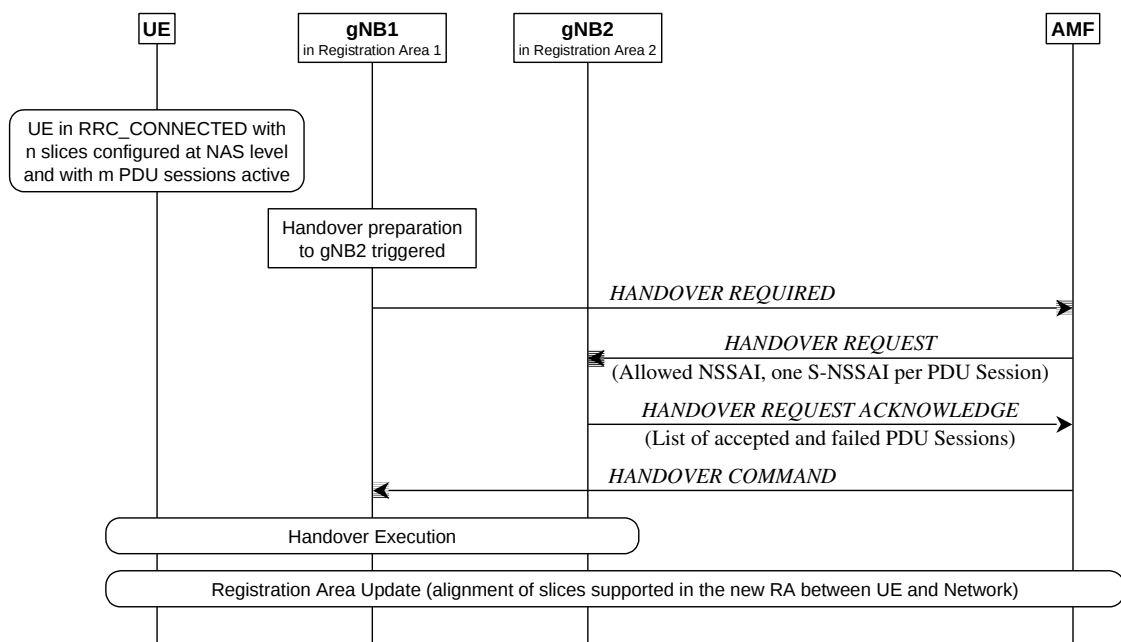 UE
gNB1
in Registration Area 1
gNB2
in Registration Area 2
AMF
UE in RRC_CONNECTED with
n slices configured at NAS level
and with m PDU sessions active
Handover preparation
to gNB2 triggered
HANDOVER REQUIRED
HANDOVER REQUEST
(Allowed NSSAI, one S-NSSAI per PDU Session)
HANDOVER REQUEST ACKNOWLEDGE
(List of accepted and failed PDU Sessions)
HANDOVER COMMAND
Handover Execution
Registration Area Update (alignment of slices supported in the new RA between UE and Network)